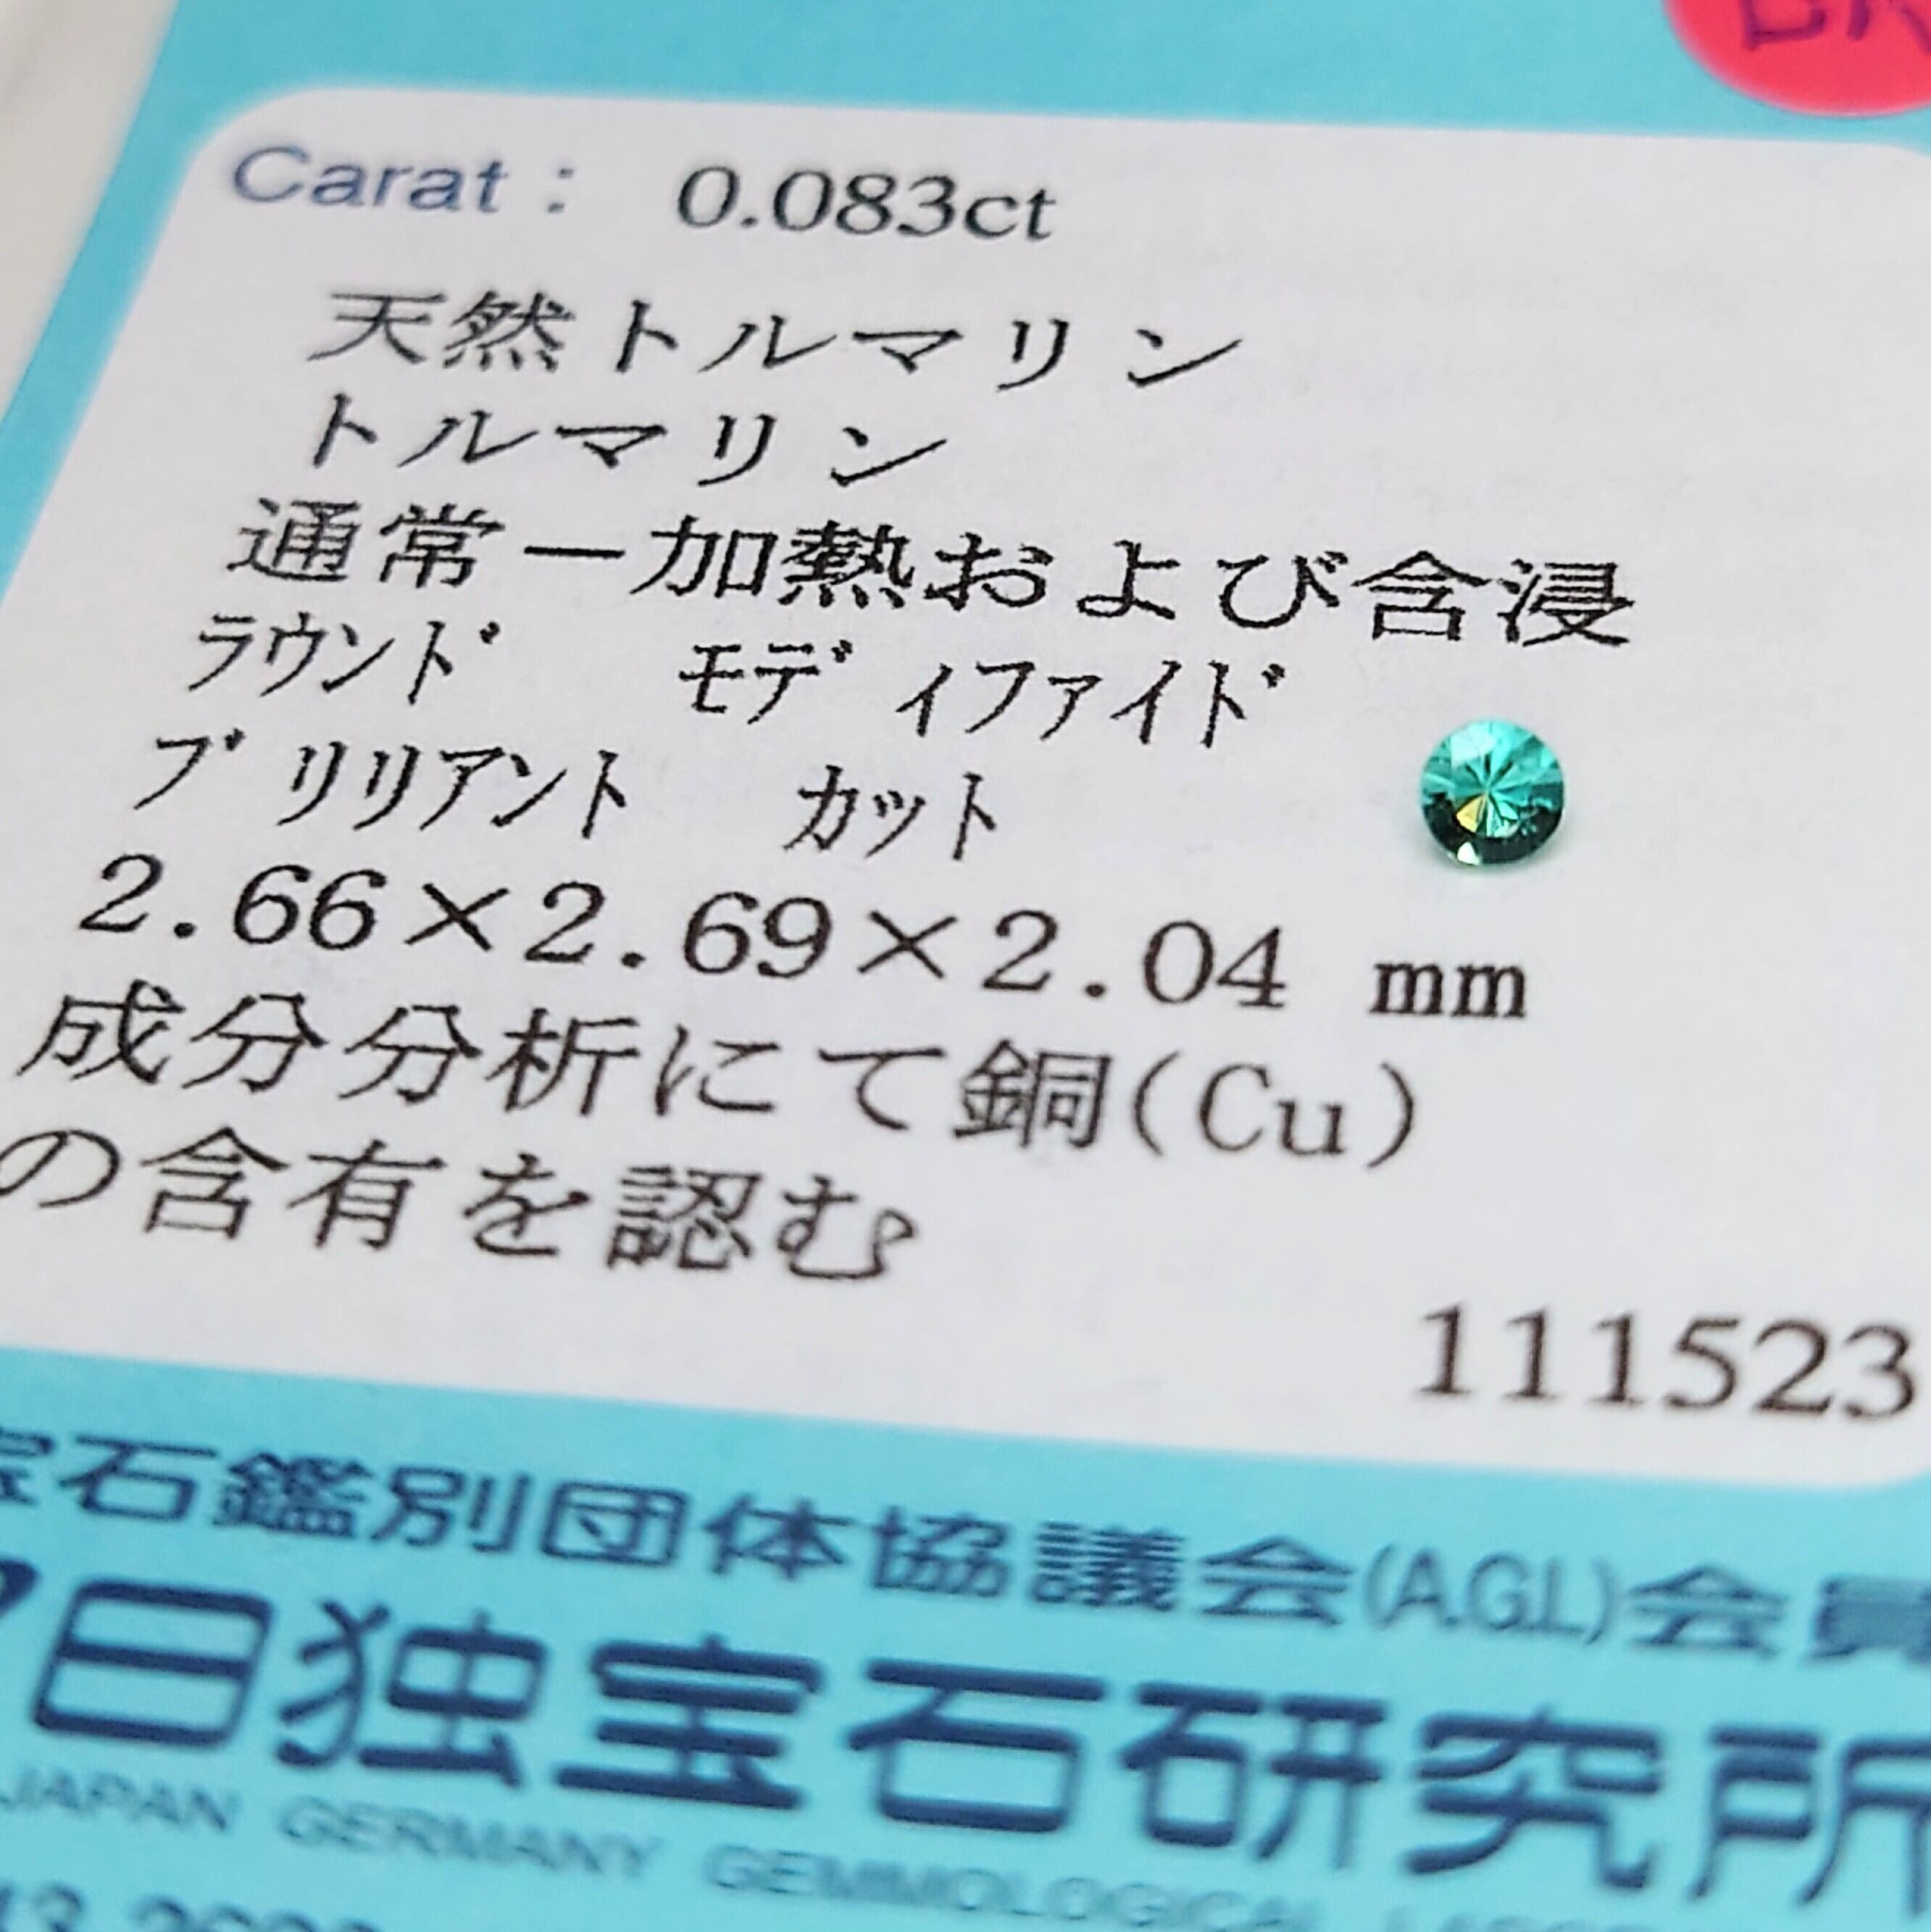 Carat : 0.083ct
天然トルマリン
トルマリン
通常－加熱および含浸
ﾗｳﾝﾄﾞ ﾓﾃﾞｨﾌｧｲﾄﾞ
ﾌﾞﾘﾘｱﾝﾄ ｶｯﾄ
2.66×2.69×2.04 mm
成分分析にて銅(Cu)
の含有を認む
111523
宝石鑑別団体協議会(A.G.L)会員
日独宝石研究所
JAPAN GERMANY GEMMOLOGICAL